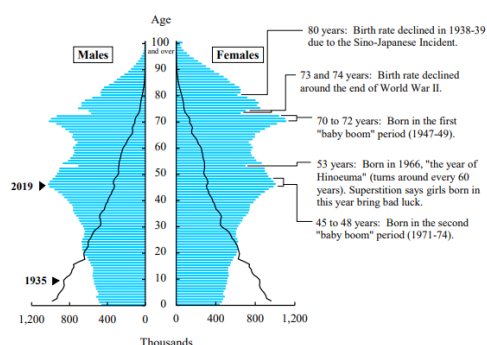 Age
100
and over
90
80
70
60
50
40
30
20
10
0
Males
Females
2019
1935
1,200
800
400
0
0
400
800
1,200
Thousands
80 years: Birth rate declined in 1938-39
due to the Sino-Japanese Incident.
73 and 74 years: Birth rate declined
around the end of World War II.
70 to 72 years: Born in the first
"baby boom" period (1947-49).
53 years: Born in 1966, "the year of
Hinoeuma" (turns around every 60
years). Superstition says girls born in
this year bring bad luck.
45 to 48 years: Born in the second
"baby boom" period (1971-74).